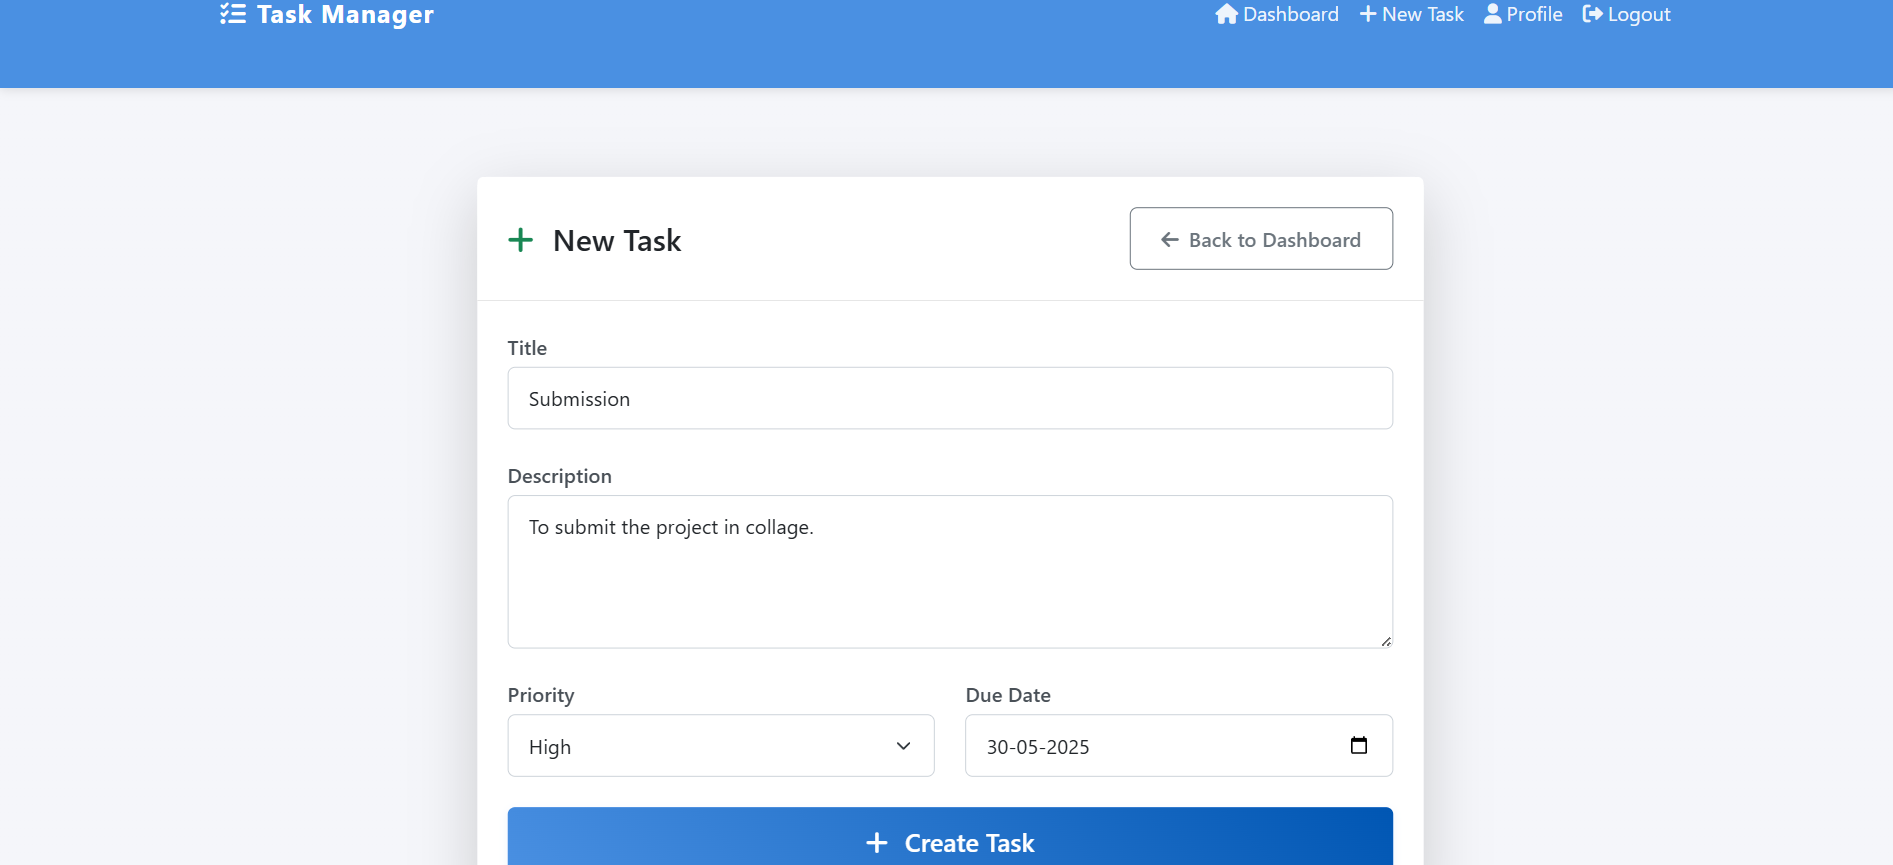 Task Manager
Dashboard New Task Profile Logout
New Task
Back to Dashboard
Title
Submission
Description
To submit the project in collage.
Priority Due Date
High 30-05-2025
Create Task